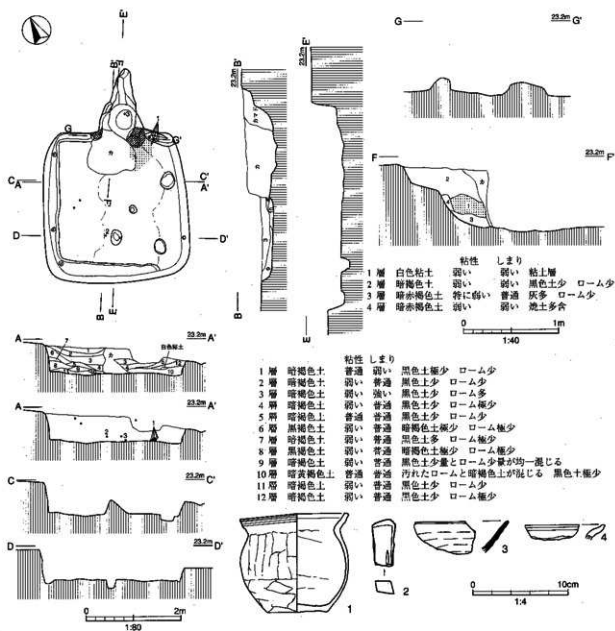 E
B
E'
B'
23.2m
23.2m
G
G'
23.2m
G
G'
F
F'
23.2m
C
A
C'
A'
D
D'
B
E
B
E
粘性 しまり
1 層 白色粘土 弱い 弱い 粘土層
2 層 暗褐色土 弱い 弱い 黒色土少 ローム少
3 層 暗赤褐色土 特に弱い 普通 灰多 ローム少
4 層 暗赤褐色土 弱い 弱い 焼土多含
0 1m
1:40
A
23.2m
A'
白色粘土
A
23.2m
A'
C
23.2m
C'
D
23.2m
D'
0 2m
1:80
粘性 しまり
1 層 暗褐色土 普通 弱い 黒色土極少 ローム少
2 層 暗褐色土 弱い 普通 黒色土少 ローム少
3 層 暗褐色土 弱い 強い 黒色土少 ローム多
4 層 暗褐色土 弱い 普通 黒色土少 ローム極少
5 層 暗褐色土 普通 普通 黒色土少 ローム少
6 層 黒褐色土 弱い 普通 暗褐色土極少 ローム極少
7 層 暗褐色土 弱い 普通 黒色土多 ローム極少
8 層 黒褐色土 弱い 普通 暗褐色土極少 ローム極少
9 層 暗褐色土 弱い 普通 黒色土少量とローム少量が均一混じる
10 層 暗黄褐色土 普通 普通 汚れたロームと暗褐色土が混じる 黒色土極少
11 層 暗褐色土 弱い 普通 黒色土少 ローム少
12 層 暗褐色土 弱い 普通 黒色土少 ローム極少
1
2
3
4
0 10cm
1:4